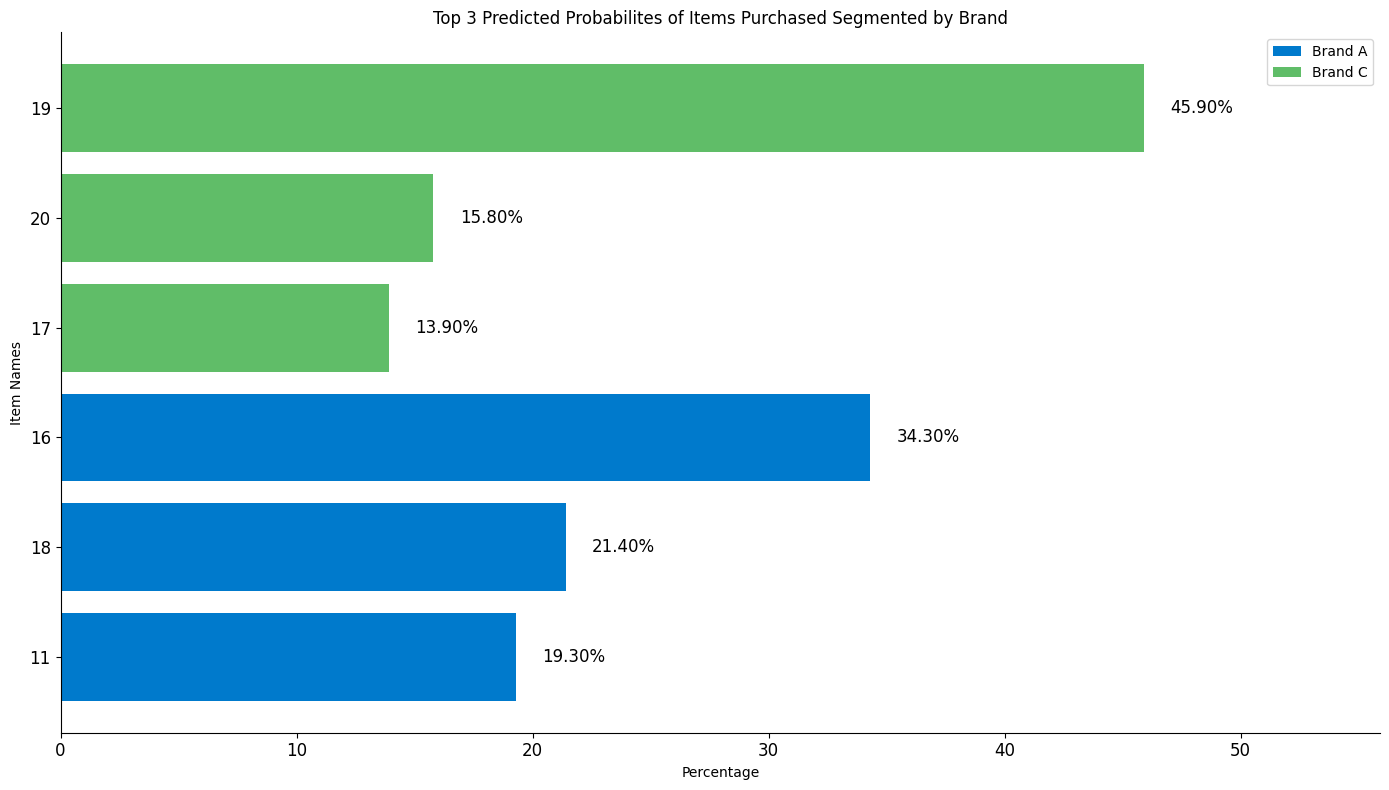 Top 3 Predicted Probabilites of Items Purchased Segmented by Brand
Brand A
Brand C
Item Names
19
45.90%
20
15.80%
17
13.90%
16
34.30%
18
21.40%
11
19.30%
0 10 20 30 40 50
Percentage